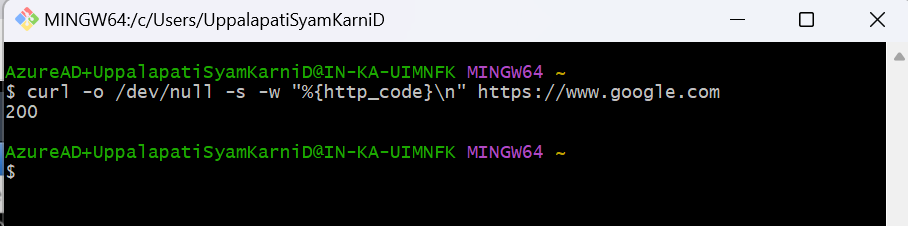 MINGW64:/c/Users/UppalapatiSyamKarniD
AzureAD+UppalapatiSyamKarniD@IN-KA-UIMNFK MINGW64 ~
$ curl -o /dev/null -s -w "%{http_code}\n" https://www.google.com
200
AzureAD+UppalapatiSyamKarniD@IN-KA-UIMNFK MINGW64 ~
$